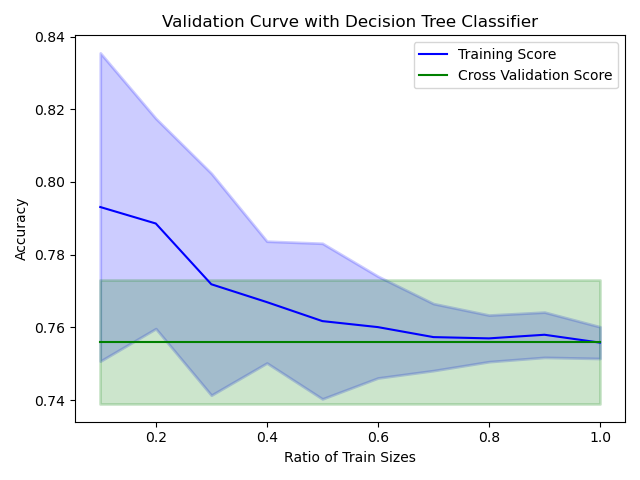 Validation Curve with Decision Tree Classifier
Training Score
Cross Validation Score
Accuracy
0.84
0.82
0.80
0.78
0.76
0.74
0.2 0.4 0.6 0.8 1.0
Ratio of Train Sizes